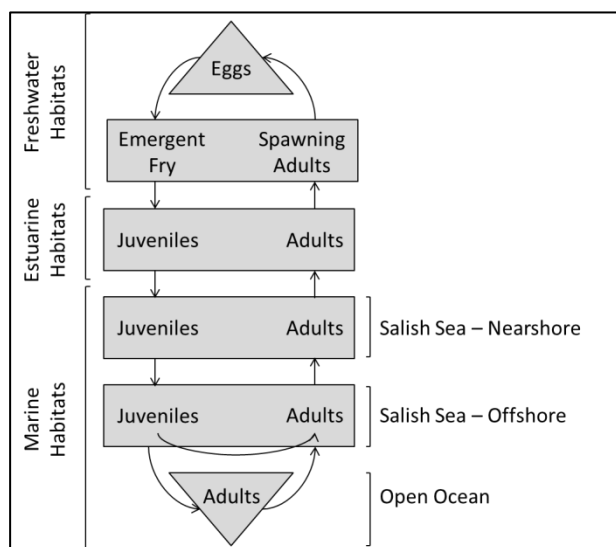 Freshwater
Habitats
Eggs
Emergent
Fry
Spawning
Adults
Estuarine
Habitats
Juveniles
Adults
Marine
Habitats
Juveniles
Adults
Salish Sea – Nearshore
Juveniles
Adults
Salish Sea – Offshore
Adults
Open Ocean